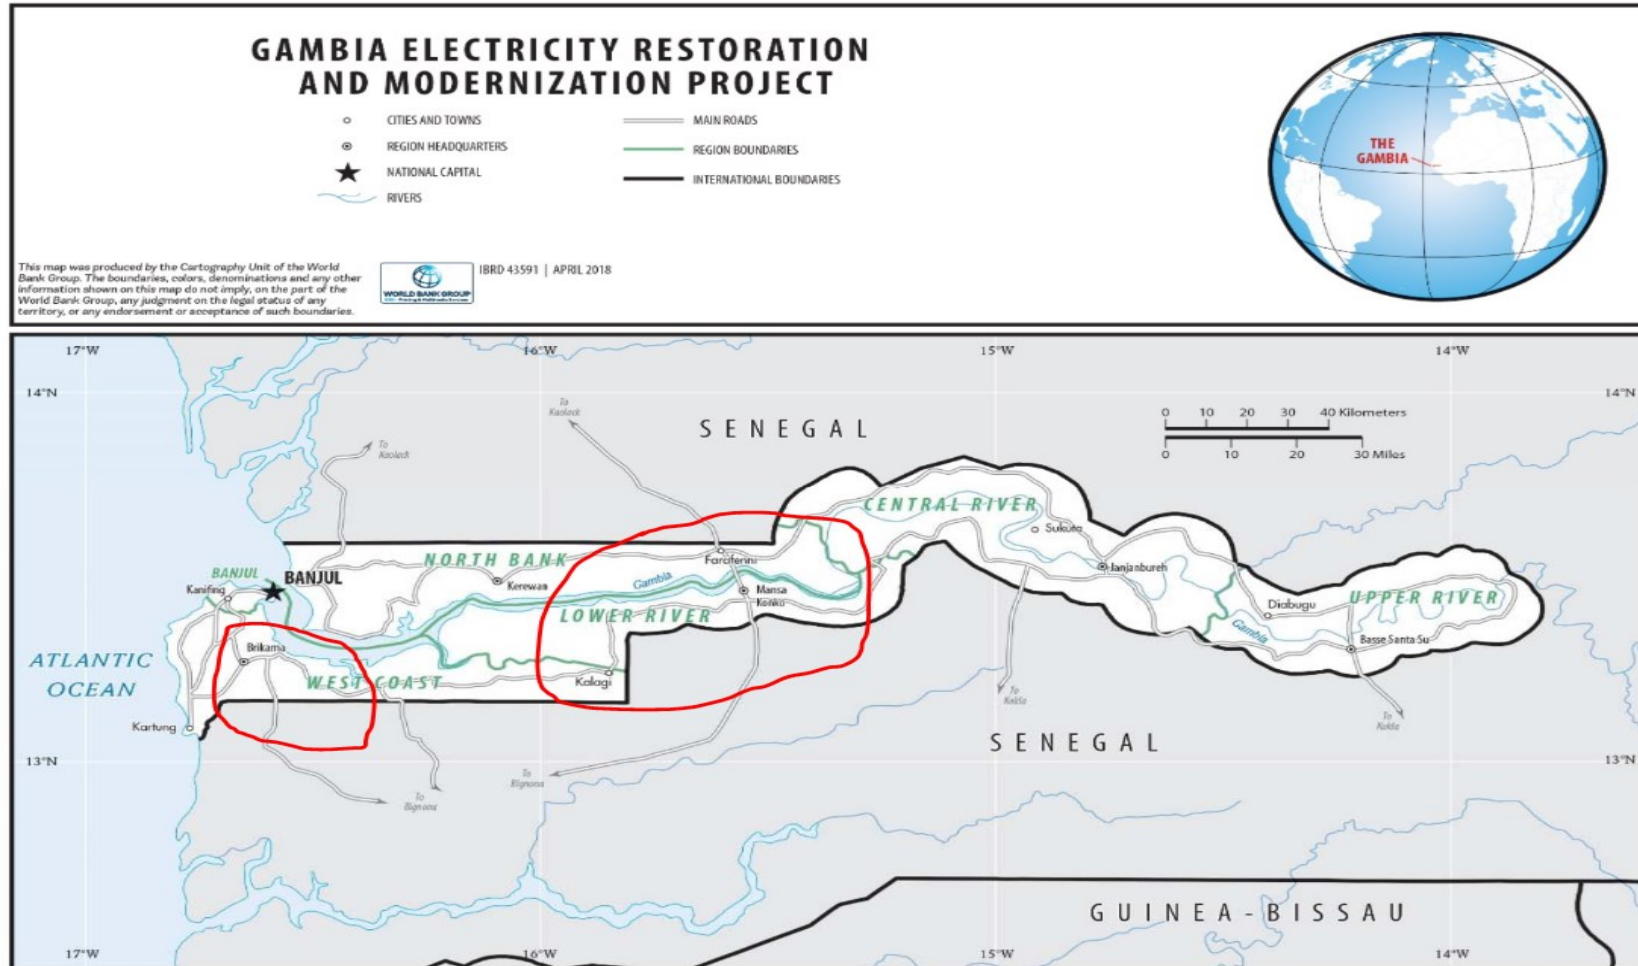 GAMBIA ELECTRICITY RESTORATION
AND MODERNIZATION PROJECT
CITIES AND TOWNS
REGION HEADQUARTERS
NATIONAL CAPITAL
RIVERS
MAIN ROADS
REGION BOUNDARIES
INTERNATIONAL BOUNDARIES
THE
GAMBIA
This map was produced by the Cartography Unit of the World
Bank Group. The boundaries, colors, denominations and any other
information shown on this map do not imply, on the part of the
World Bank Group, any judgment on the legal status of any
territory, or any endorsement or acceptance of such boundaries.
WORLD BANK GROUP
IBRD 43591 | APRIL 2018
17°W
16°W
15°W
14°W
14°N
14°N
To
Kaolack
SENEGAL
0 10 20 30 40 Kilometers
0 10 20 30 Miles
To
Kaolack
CENTRAL RIVER
Sukuta
NORTH BANK
Farafenni
BANJUL
BANJUL
Kanifing
Kerewan
Gambia
Mansa
Konko
Janjanbureh
LOWER RIVER
Diabugu
UPPER RIVER
Gambia
Basse Santa Su
Brikama
ATLANTIC
OCEAN
WEST COAST
Kalagi
Kartung
To
Kolda
To
Kolda
SENEGAL
13°N
13°N
To
Bignona
To
Bignona
GUINEA-BISSAU
17°W
16°W
15°W
14°W